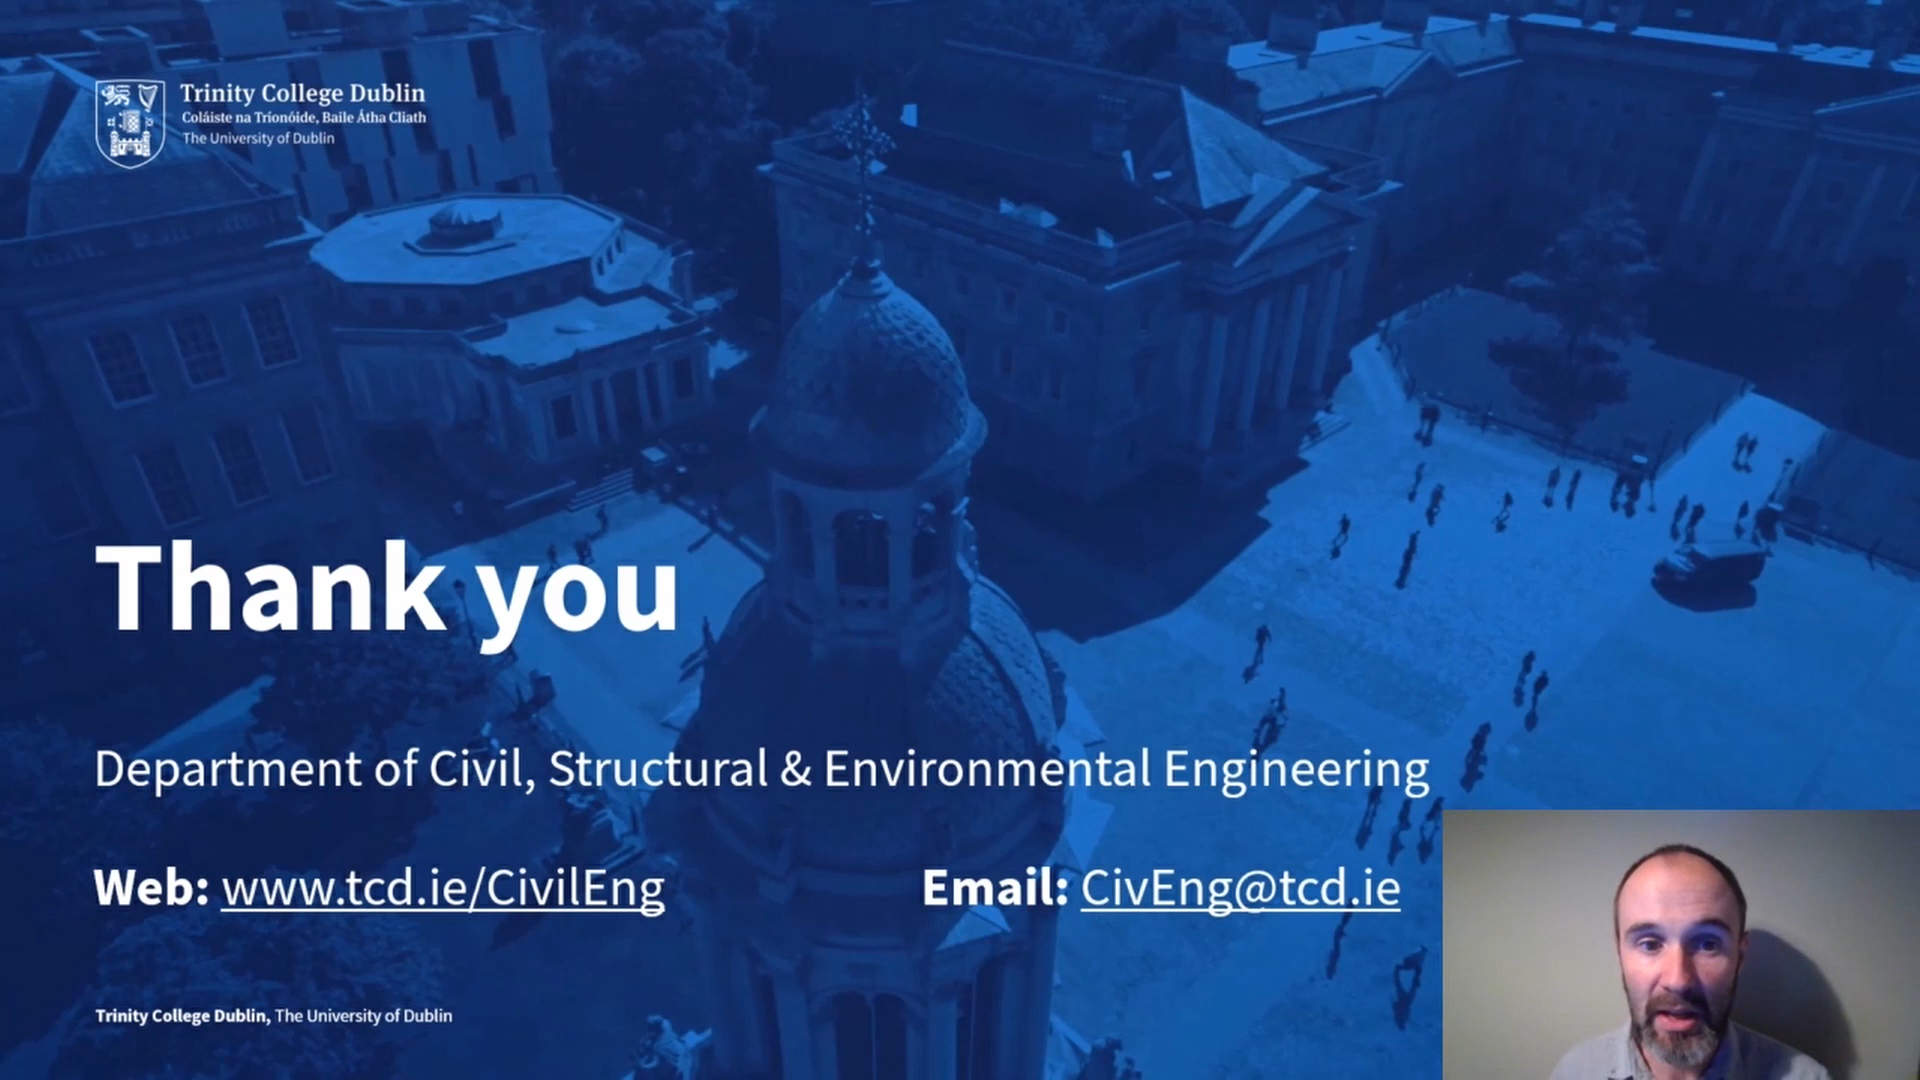 Trinity College Dublin
Coláiste na Tríonóide, Baile Átha Cliath
The University of Dublin
Thank you
Department of Civil, Structural & Environmental Engineering
Web: www.tcd.ie/CivilEng
Email: CivEng@tcd.ie
Trinity College Dublin, The University of Dublin